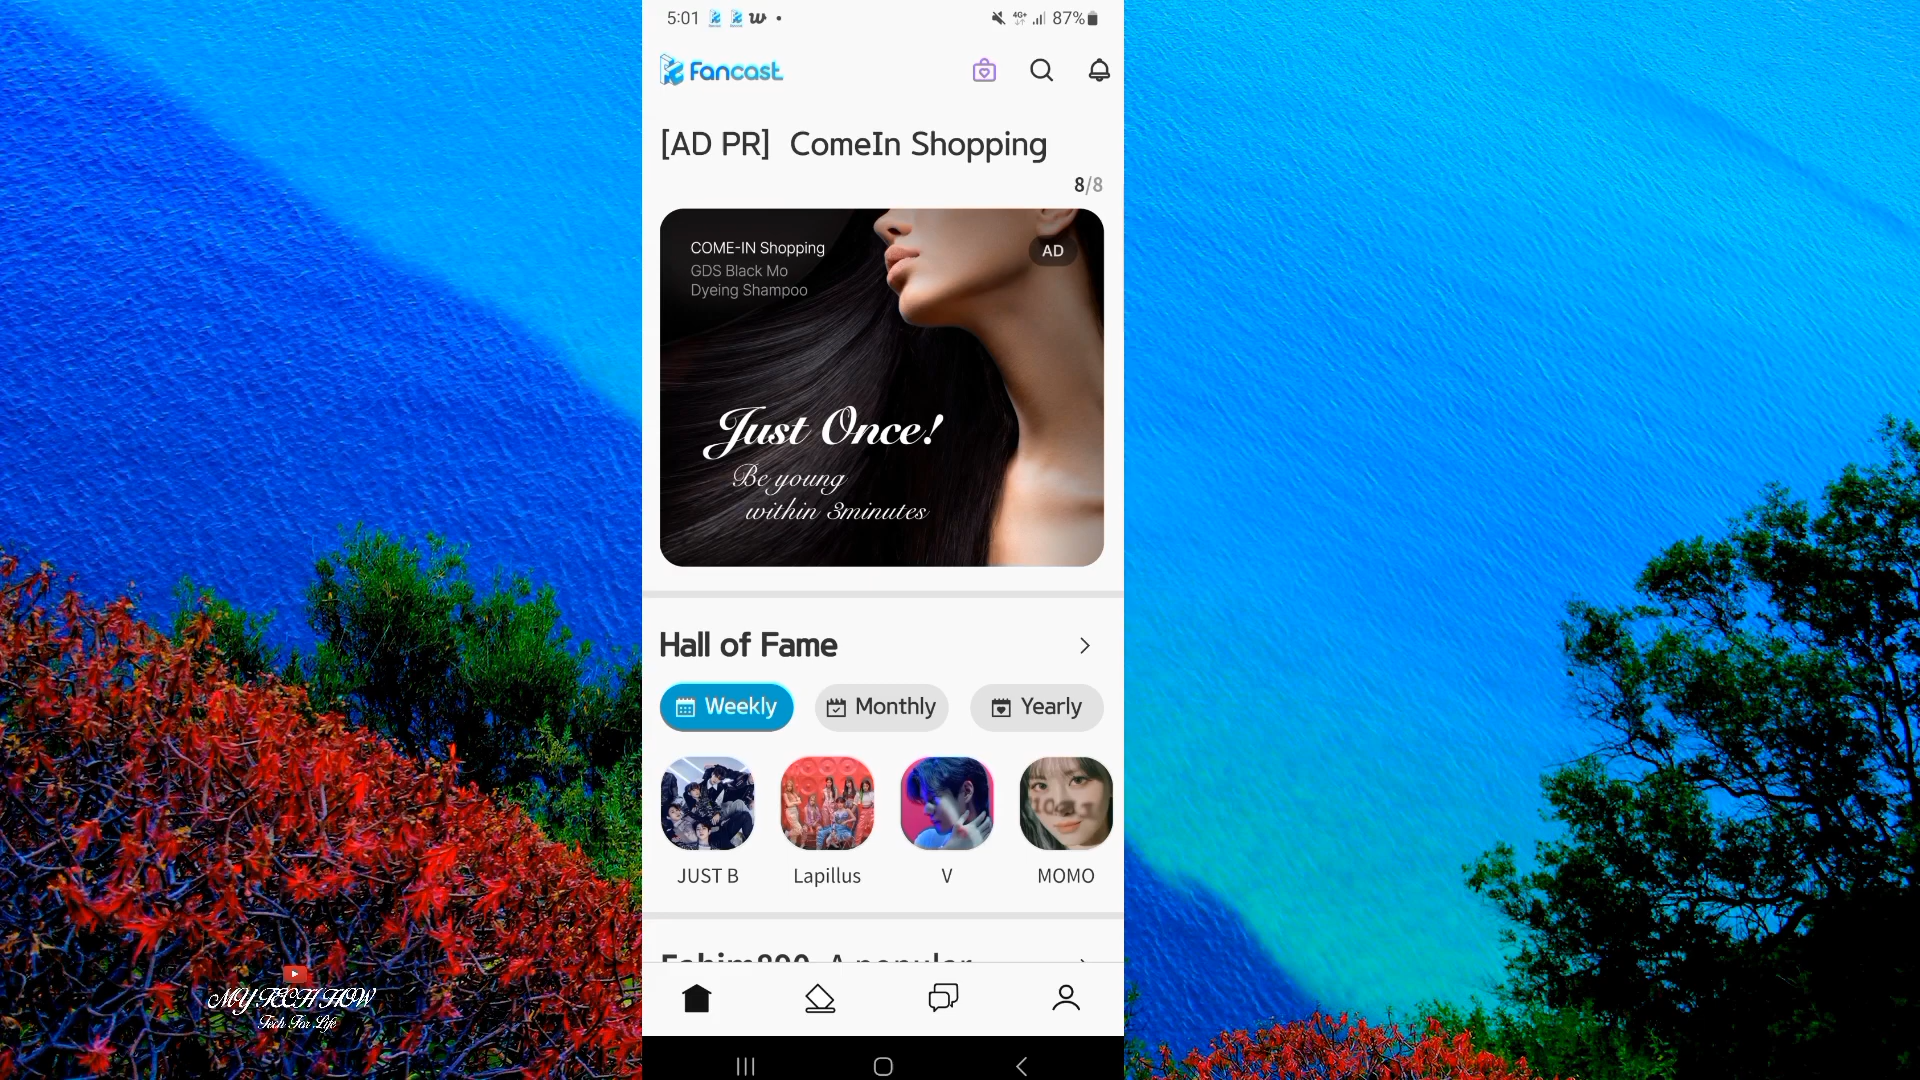 5:01
4G+ 87%
Fancast
[AD PR] ComeIn Shopping
8/8
COME-IN Shopping
AD
GDS Black Mo
Dyeing Shampoo
Just Once!
Be young
within 3minutes
Hall of Fame
Weekly Monthly Yearly
JUST B Lapillus V MOMO
MY TECH HOW
Tech For Life